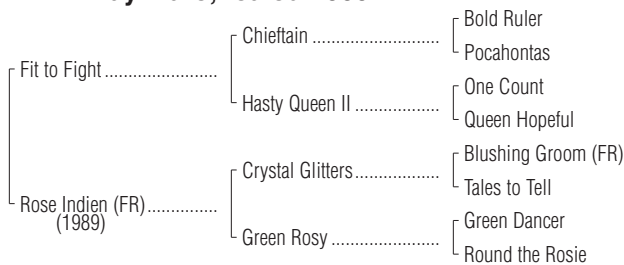 Chieftain ............................
Bold Ruler
Pocahontas
Fit to Fight ........................
Hasty Queen II ...................
One Count
Queen Hopeful
Crystal Glitters...................
Blushing Groom (FR)
Tales to Tell
Rose Indien (FR)...............
(1989)
Green Rosy ........................
Green Dancer
Round the Rosie